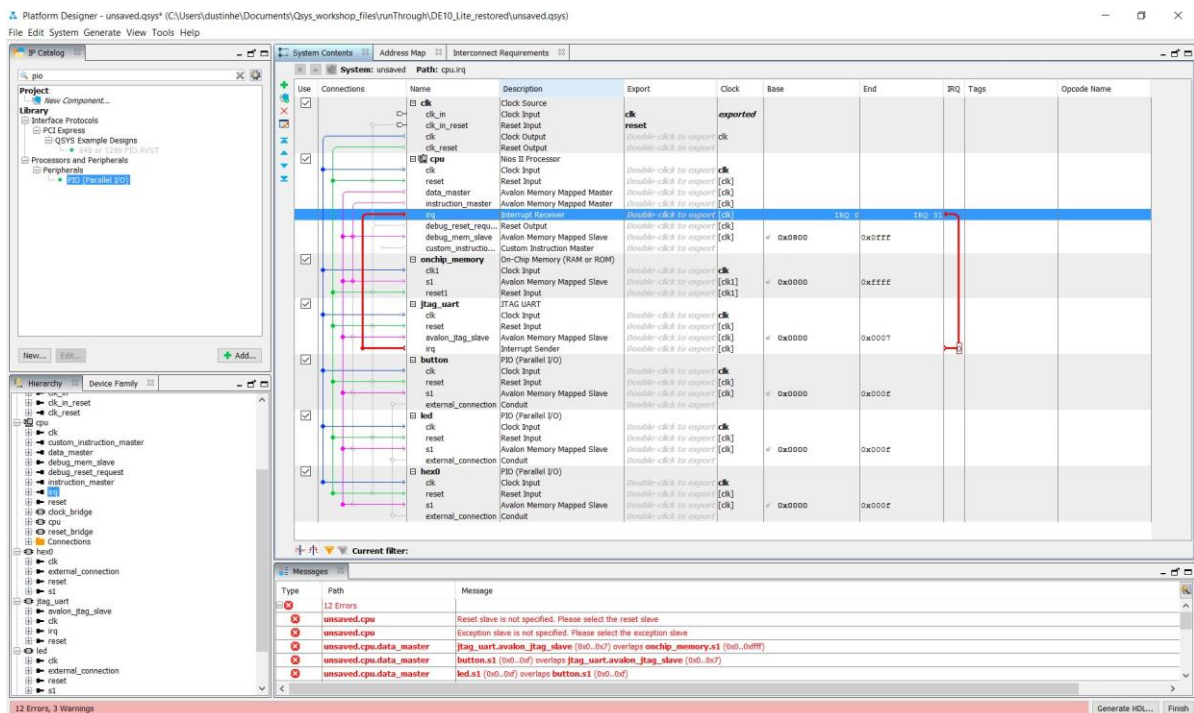 Platform Designer - unsaved.qsys* (C:\Users\dustinhe\Documents\Qsys_workshop_files\runThrough\DE10_Lite_restored\unsaved.qsys)
File Edit System Generate View Tools Help
IP Catalog
pio
Project
New Component...
Library
Interface Protocols
PCI Express
QSYS Example Designs
Processors and Peripherals
Peripherals
PIO (Parallel I/O)
New... Edit... Add...
Hierarchy Device Family
clk_in
clk_in_reset
clk_reset
cpu
clk
custom_instruction_master
data_master
debug_mem_slave
debug_reset_request
instruction_master
irq
reset
clock_bridge
cpu
reset_bridge
Connections
hex0
clk
external_connection
reset
s1
jtag_uart
avalon_jtag_slave
clk
irq
reset
led
clk
external_connection
reset
s1
System Contents Address Map Interconnect Requirements
System: unsaved Path: cpu.irq
Use Connections Name Description Export Clock Base End IRQ Tags Opcode Name
clk Clock Source
clk_in Clock Input clk exported
clk_in_reset Reset Input reset
clk Clock Output Double-click to export clk
clk_reset Reset Output Double-click to export
cpu Nios II Processor
clk Clock Input Double-click to export clk
reset Reset Input Double-click to export [clk]
data_master Avalon Memory Mapped Master Double-click to export [clk]
instruction_master Avalon Memory Mapped Master Double-click to export [clk]
irq Interrupt Receiver Double-click to export [clk] IRQ 0 IRQ 31
debug_reset_requ... Reset Output Double-click to export [clk]
debug_mem_slave Avalon Memory Mapped Slave Double-click to export [clk] 0x0800 0x0fff
custom_instructio... Custom Instruction Master Double-click to export
onchip_memory On-Chip Memory (RAM or ROM)
clk1 Clock Input Double-click to export clk
s1 Avalon Memory Mapped Slave Double-click to export [clk1] 0x0000 0xffff
reset1 Reset Input Double-click to export [clk1]
jtag_uart JTAG UART
clk Clock Input Double-click to export clk
reset Reset Input Double-click to export [clk]
avalon_jtag_slave Avalon Memory Mapped Slave Double-click to export [clk] 0x0000 0x0007
irq Interrupt Sender Double-click to export [clk]
button PIO (Parallel I/O)
clk Clock Input Double-click to export clk
reset Reset Input Double-click to export [clk]
s1 Avalon Memory Mapped Slave Double-click to export [clk] 0x0000 0x000f
external_connection Conduit Double-click to export
led PIO (Parallel I/O)
clk Clock Input Double-click to export clk
reset Reset Input Double-click to export [clk]
s1 Avalon Memory Mapped Slave Double-click to export [clk] 0x0000 0x000f
external_connection Conduit Double-click to export
hex0 PIO (Parallel I/O)
clk Clock Input Double-click to export clk
reset Reset Input Double-click to export [clk]
s1 Avalon Memory Mapped Slave Double-click to export [clk] 0x0000 0x000f
external_connection Conduit Double-click to export
Current filter:
Messages
Type Path Message
12 Errors
unsaved.cpu Reset slave is not specified. Please select the reset slave
unsaved.cpu Exception slave is not specified. Please select the exception slave
unsaved.cpu.data_master jtag_uart.avalon_jtag_slave (0x0..0x7) overlaps onchip_memory.s1 (0x0..0xffff)
unsaved.cpu.data_master button.s1 (0x0..0xf) overlaps jtag_uart.avalon_jtag_slave (0x0..0x7)
unsaved.cpu.data_master led.s1 (0x0..0xf) overlaps button.s1 (0x0..0xf)
12 Errors, 3 Warnings
Generate HDL... Finish